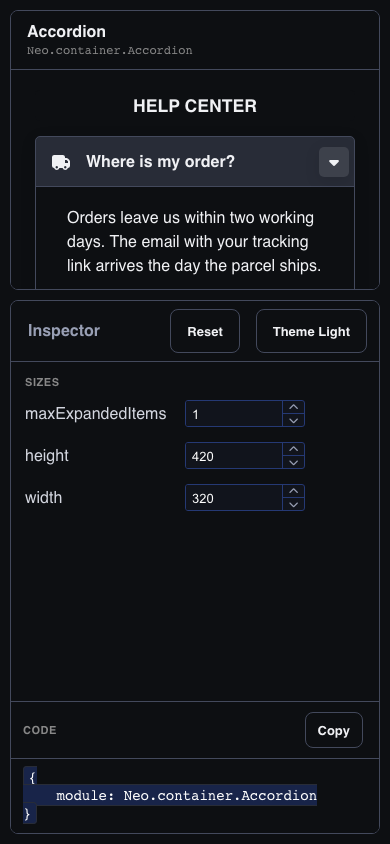 Accordion
Neo.container.Accordion
HELP CENTER
Where is my order?
Orders leave us within two working
days. The email with your tracking
link arrives the day the parcel ships.
Inspector
Reset
Theme Light
SIZES
maxExpandedItems 1
height 420
width 320
CODE
Copy
{
    module: Neo.container.Accordion
}